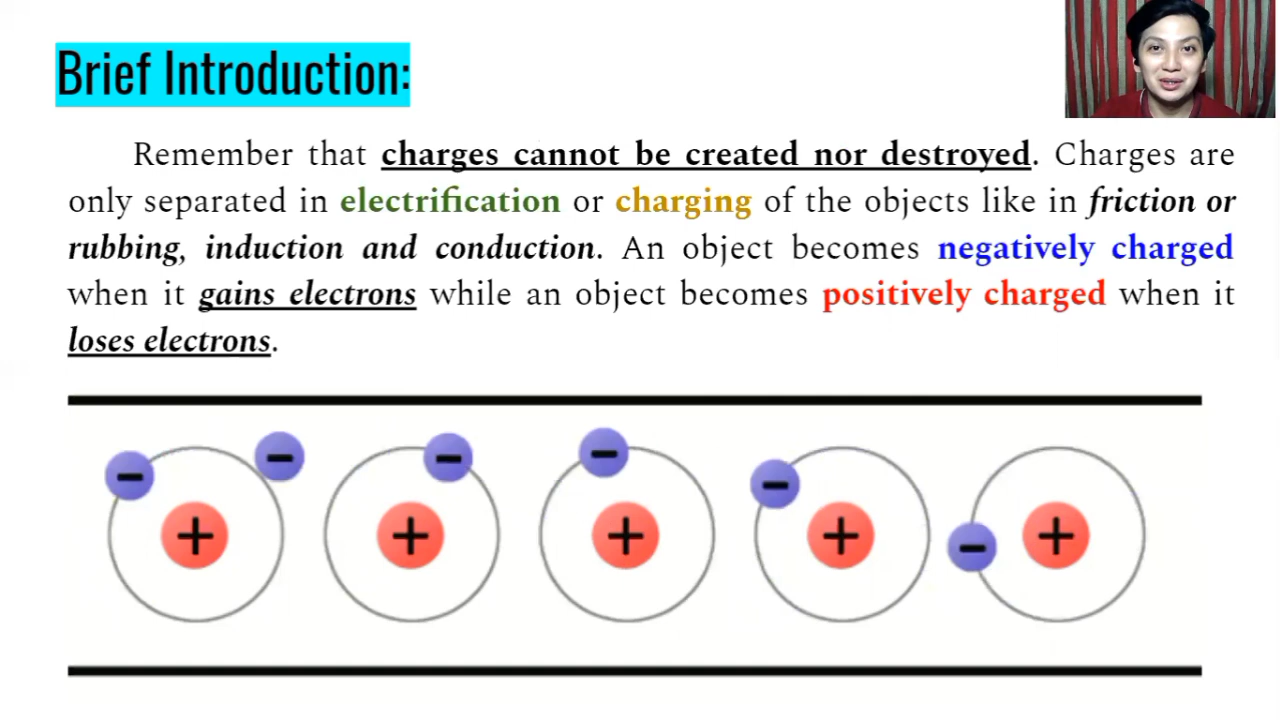 Brief Introduction:
Remember that charges cannot be created nor destroyed. Charges are
only separated in electrification or charging of the objects like in friction or
rubbing, induction and conduction. An object becomes negatively charged
when it gains electrons while an object becomes positively charged when it
loses electrons.
- - - - -
+ + + + +